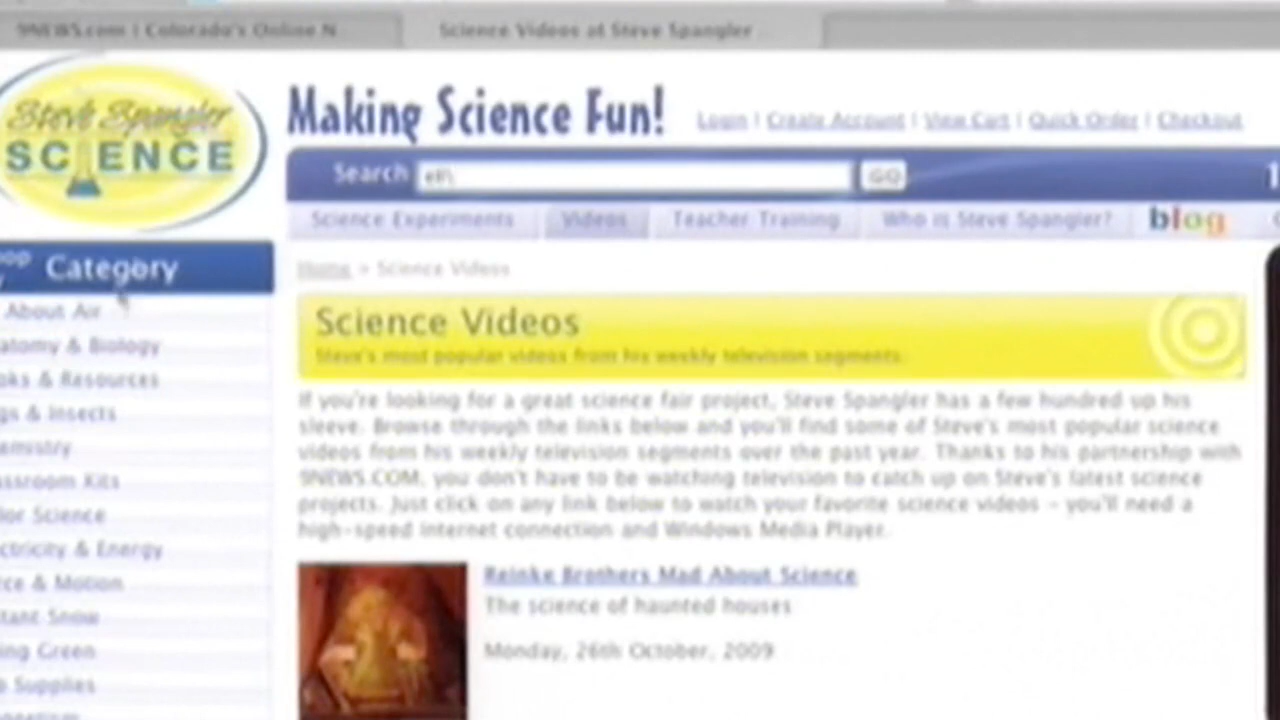 9NEWS.com | Colorado's Online N...
Science Videos at Steve Spangler ...
Steve Spangler
SCIENCE
Making Science Fun!
Login | Create Account | View Cart | Quick Order | Checkout
Search
GO
Science Experiments
Videos
Teacher Training
Who is Steve Spangler?
blog
Category
Home > Science Videos
About Air
atomy & Biology
oks & Resources
gs & Insects
emistry
assroom Kits
lor Science
ctricity & Energy
rce & Motion
tant Snow
ing Green
b Supplies
Science Videos
Steve's most popular videos from his weekly television segments.
If you're looking for a great science fair project, Steve Spangler has a few hundred up his
sleeve. Browse through the links below and you'll find some of Steve's most popular science
videos from his weekly television segments over the past year. Thanks to his partnership with
9NEWS.COM, you don't have to be watching television to catch up on Steve's latest science
projects. Just click on any link below to watch your favorite science videos - you'll need a
high-speed internet connection and Windows Media Player.
Reinke Brothers Mad About Science
The science of haunted houses
Monday, 26th October, 2009